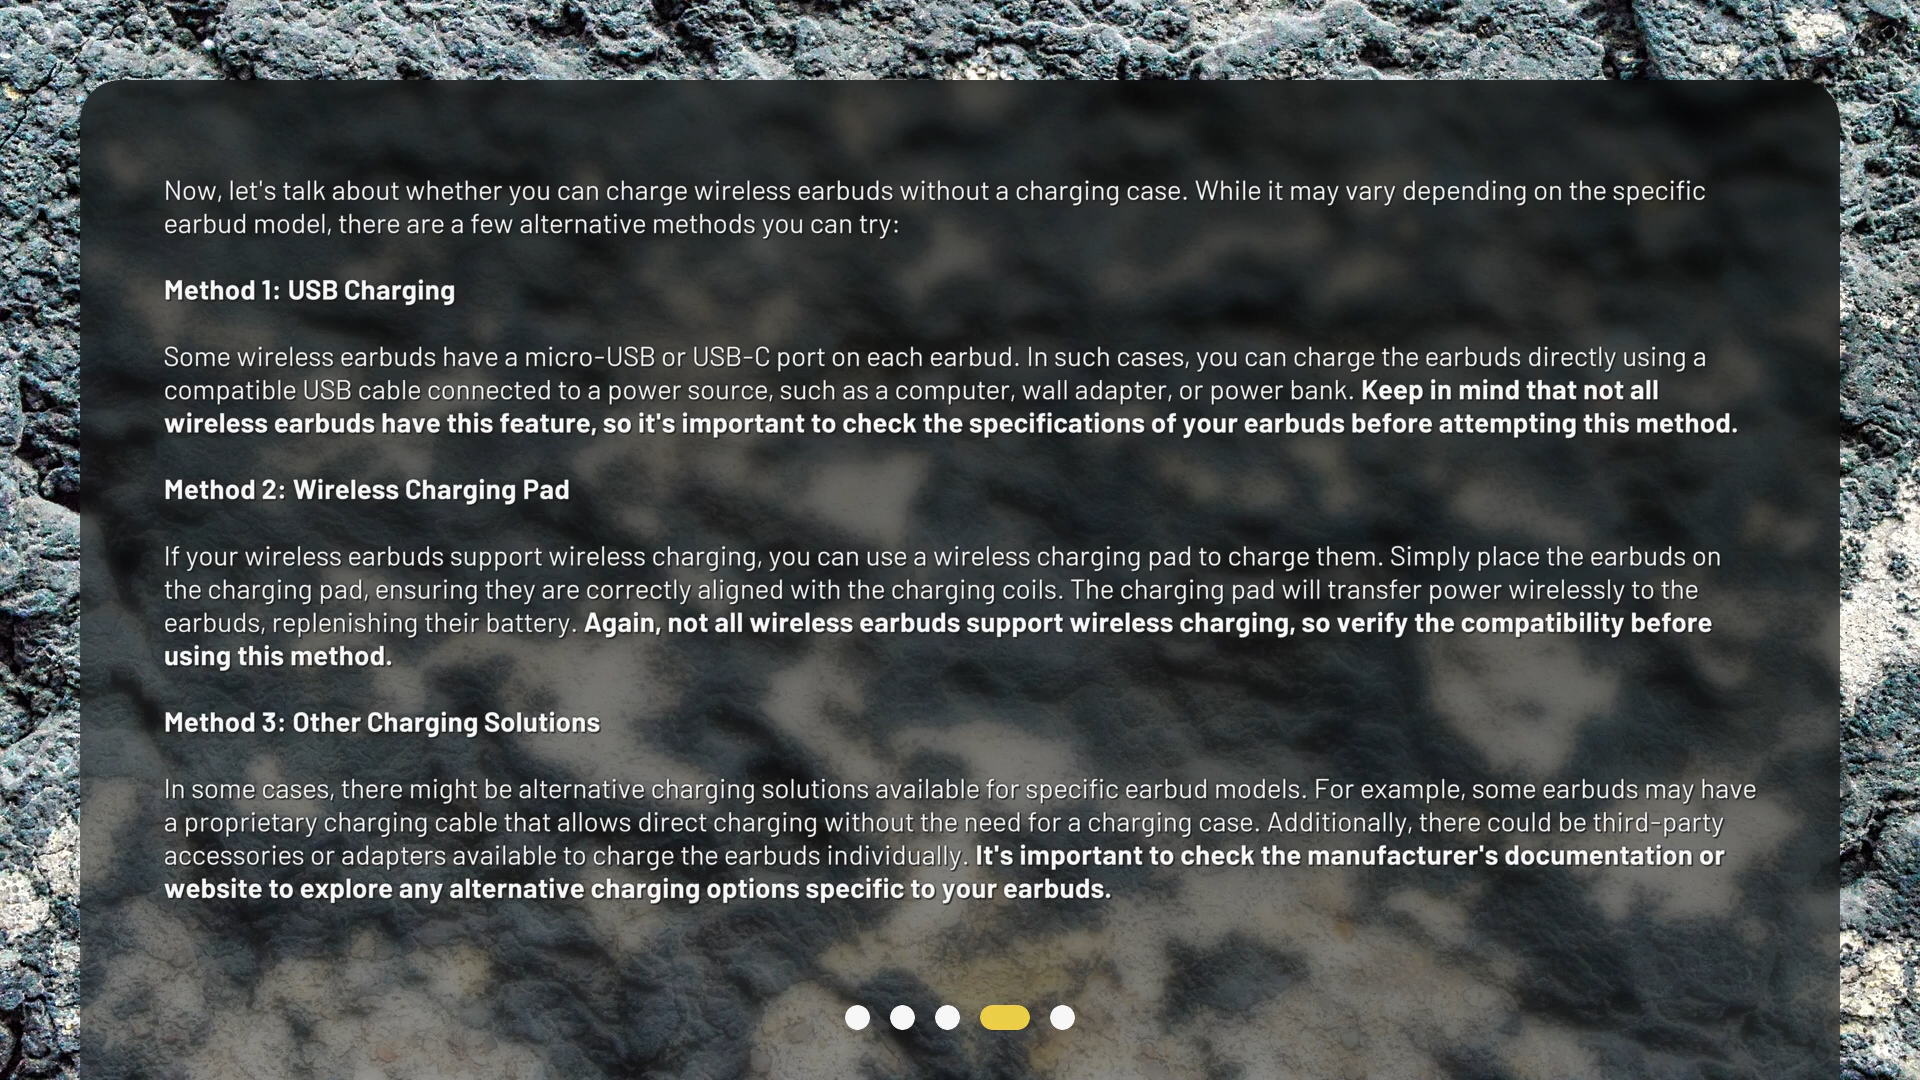 Now, let's talk about whether you can charge wireless earbuds without a charging case. While it may vary depending on the specific
earbud model, there are a few alternative methods you can try:
Method 1: USB Charging
Some wireless earbuds have a micro-USB or USB-C port on each earbud. In such cases, you can charge the earbuds directly using a
compatible USB cable connected to a power source, such as a computer, wall adapter, or power bank. Keep in mind that not all
wireless earbuds have this feature, so it's important to check the specifications of your earbuds before attempting this method.
Method 2: Wireless Charging Pad
If your wireless earbuds support wireless charging, you can use a wireless charging pad to charge them. Simply place the earbuds on
the charging pad, ensuring they are correctly aligned with the charging coils. The charging pad will transfer power wirelessly to the
earbuds, replenishing their battery. Again, not all wireless earbuds support wireless charging, so verify the compatibility before
using this method.
Method 3: Other Charging Solutions
In some cases, there might be alternative charging solutions available for specific earbud models. For example, some earbuds may have
a proprietary charging cable that allows direct charging without the need for a charging case. Additionally, there could be third-party
accessories or adapters available to charge the earbuds individually. It's important to check the manufacturer's documentation or
website to explore any alternative charging options specific to your earbuds.